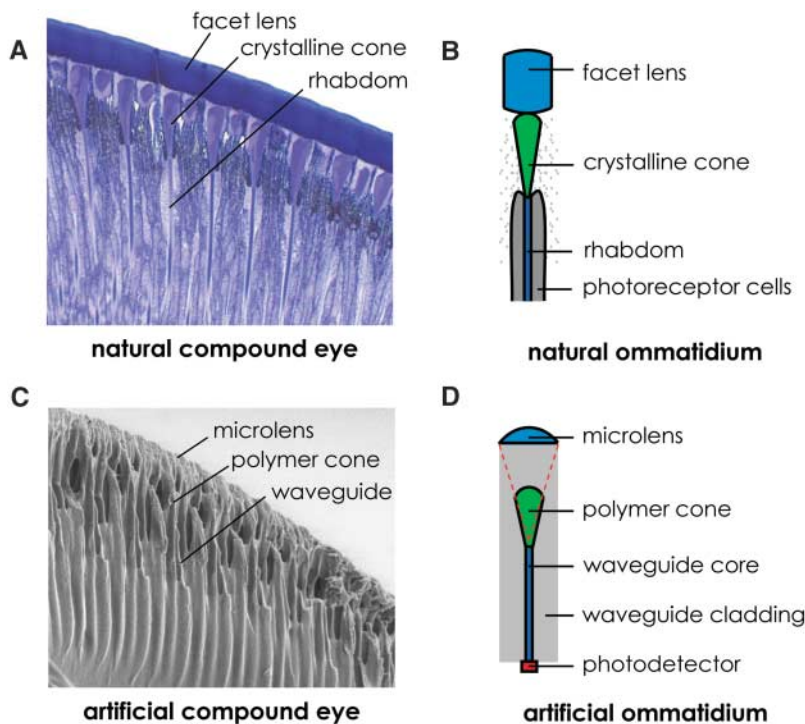 A
facet lens
crystalline cone
rhabdom
natural compound eye
B
facet lens
crystalline cone
rhabdom
photoreceptor cells
natural ommatidium
C
microlens
polymer cone
waveguide
artificial compound eye
D
microlens
polymer cone
waveguide core
waveguide cladding
photodetector
artificial ommatidium